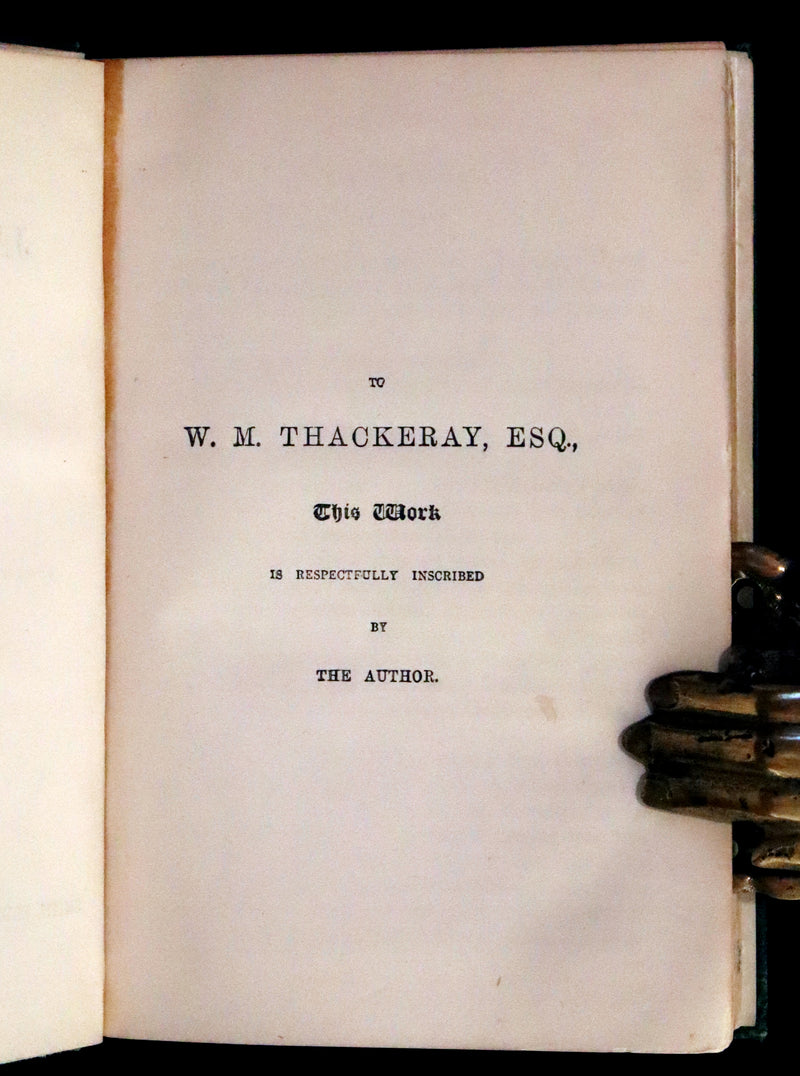 TO
W. M. THACKERAY, ESQ.,
This Work
IS RESPECTFULLY INSCRIBED
BY
THE AUTHOR.